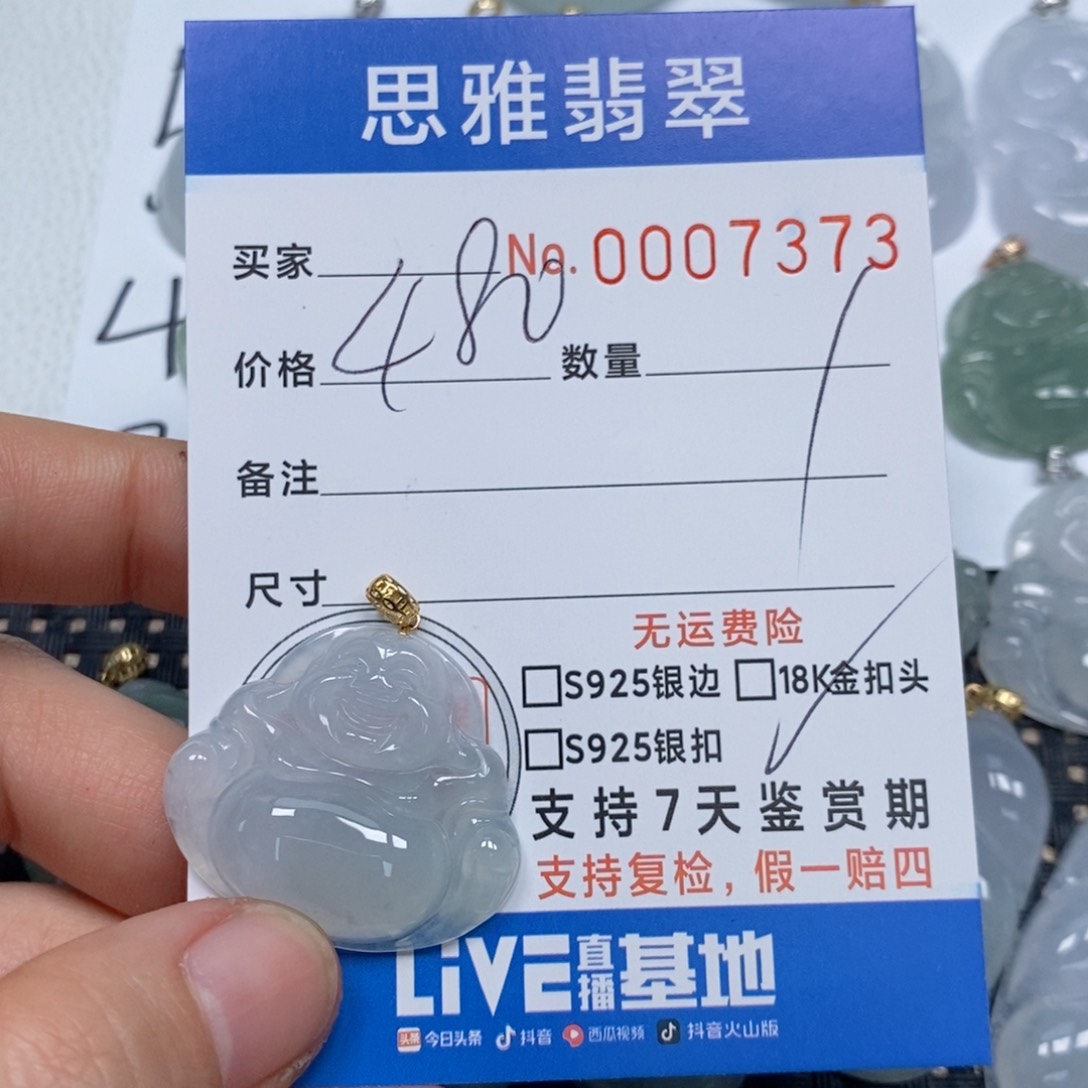 思雅翡翠
买家 No. 0007373
价格 480 数量
备注
尺寸
无运费险
S925银边 18K金扣头
S925银扣
支持7天鉴赏期
支持复检，假一赔四
LiVE直播基地
头条 今日头条 抖音 西瓜视频 抖音火山版
4